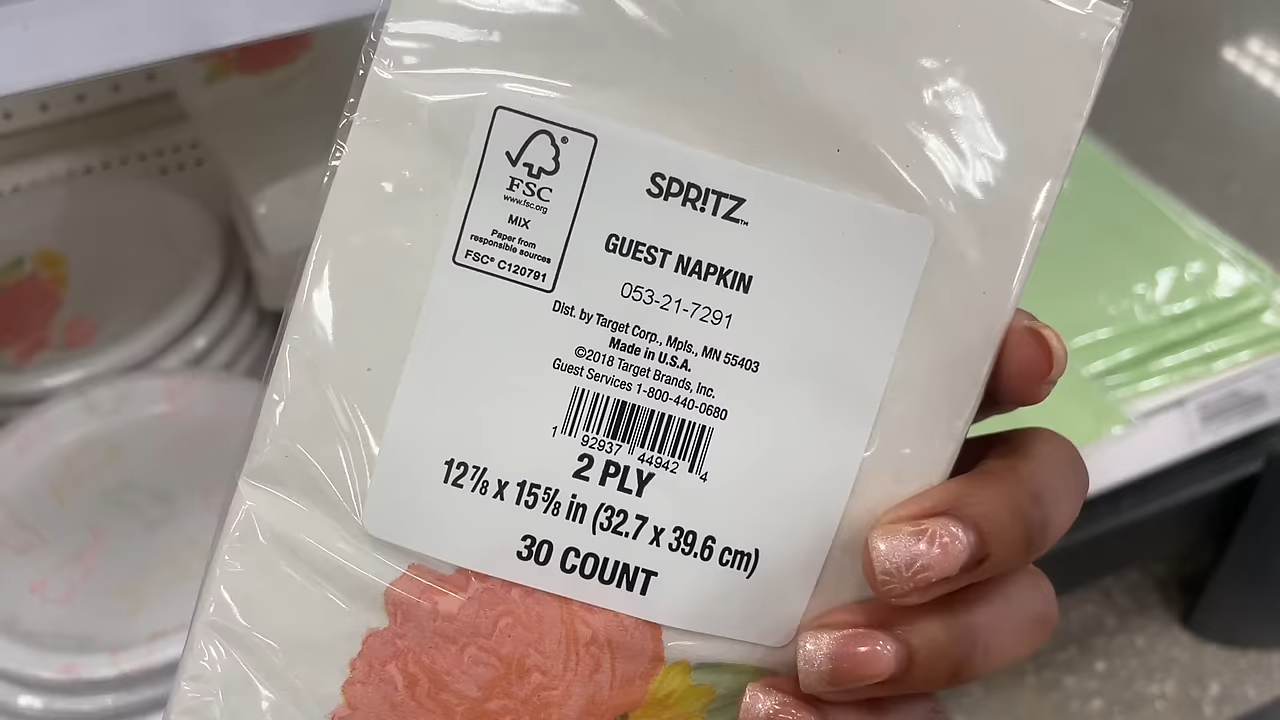 FSC®
www.fsc.org
MIX
Paper from
responsible sources
FSC® C120791
SPR!TZ™
GUEST NAPKIN
053-21-7291
Dist. by Target Corp., Mpls., MN 55403
Made in U.S.A.
©2018 Target Brands, Inc.
Guest Services 1-800-440-0680
1 92937 44942 4
2 PLY
12⅞ x 15⅝ in (32.7 x 39.6 cm)
30 COUNT